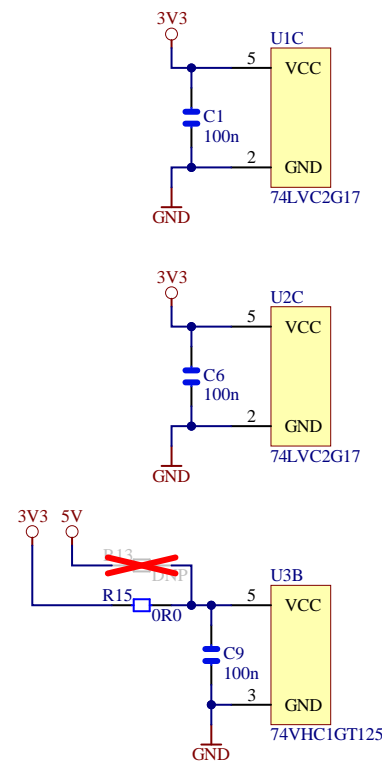 3V3
U1C
5
VCC
C1
100n
2
GND
GND
74LVC2G17
3V3
U2C
5
VCC
C6
100n
2
GND
GND
74LVC2G17
3V3
5V
R13
DNP
U3B
R15
5
VCC
0R0
C9
100n
3
GND
GND
74VHC1GT125